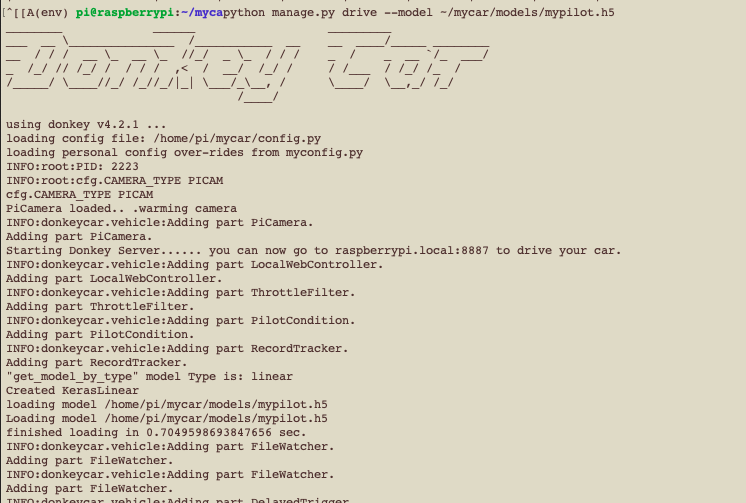 [^[[A(env) pi@raspberrypi:~/mycapython manage.py drive --model ~/mycar/models/mypilot.h5
using donkey v4.2.1 ...
loading config file: /home/pi/mycar/config.py
loading personal config over-rides from myconfig.py
INFO:root:PID: 2223
INFO:root:cfg.CAMERA_TYPE PICAM
cfg.CAMERA_TYPE PICAM
PiCamera loaded.. .warming camera
INFO:donkeycar.vehicle:Adding part PiCamera.
Adding part PiCamera.
Starting Donkey Server...... you can now go to raspberrypi.local:8887 to drive your car.
INFO:donkeycar.vehicle:Adding part LocalWebController.
Adding part LocalWebController.
INFO:donkeycar.vehicle:Adding part ThrottleFilter.
Adding part ThrottleFilter.
INFO:donkeycar.vehicle:Adding part PilotCondition.
Adding part PilotCondition.
INFO:donkeycar.vehicle:Adding part RecordTracker.
Adding part RecordTracker.
"get_model_by_type" model Type is: linear
Created KerasLinear
loading model /home/pi/mycar/models/mypilot.h5
Loading model /home/pi/mycar/models/mypilot.h5
finished loading in 0.7049598693847656 sec.
INFO:donkeycar.vehicle:Adding part FileWatcher.
Adding part FileWatcher.
INFO:donkeycar.vehicle:Adding part FileWatcher.
Adding part FileWatcher.
INFO:donkeycar.vehicle:Adding part DelayedTrigger